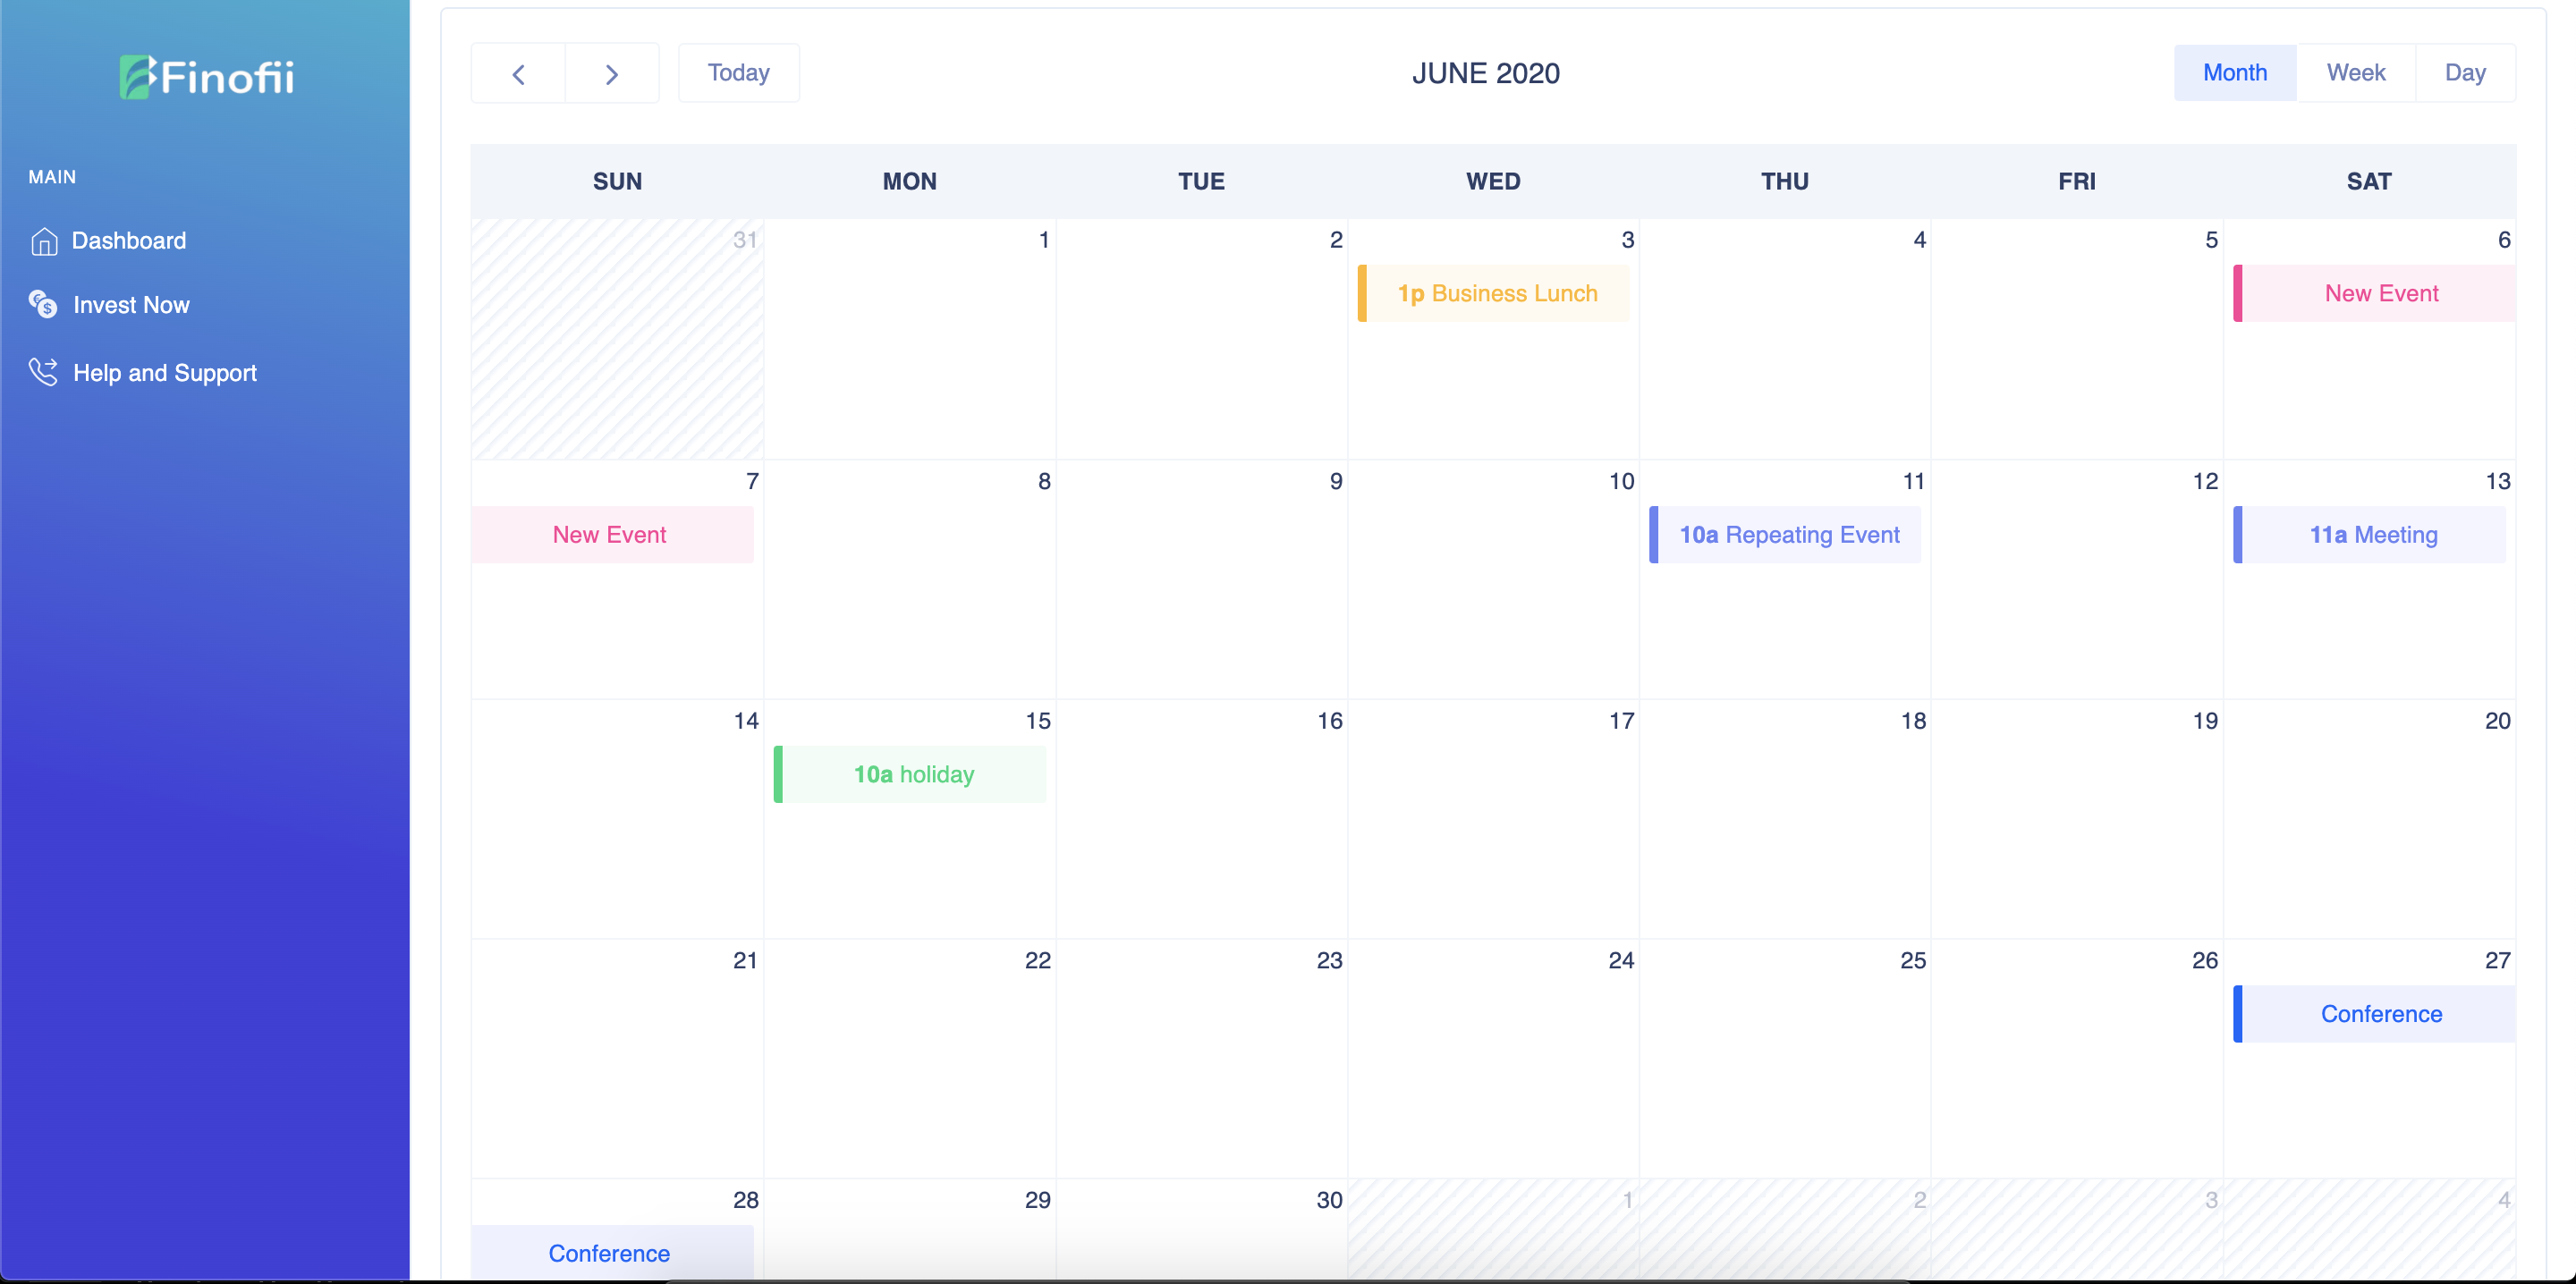 Finofii
MAIN
Dashboard
Invest Now
Help and Support
Today
JUNE 2020
Month Week Day
SUN MON TUE WED THU FRI SAT
31 1 2 3 4 5 6
1p Business Lunch New Event
7 8 9 10 11 12 13
New Event 10a Repeating Event 11a Meeting
14 15 16 17 18 19 20
10a holiday
21 22 23 24 25 26 27
Conference
28 29 30 1 2 3 4
Conference